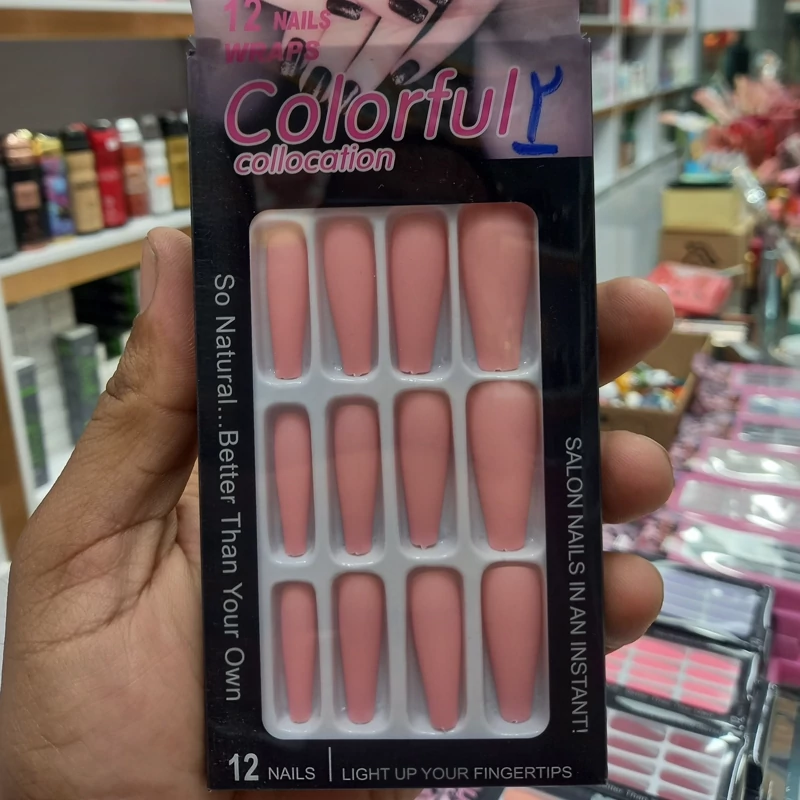 12 NAILS
WRAPS
Colorful ۲
collocation
So Natural...Better Than Your Own
SALON NAILS IN AN INSTANT!
12 NAILS | LIGHT UP YOUR FINGERTIPS